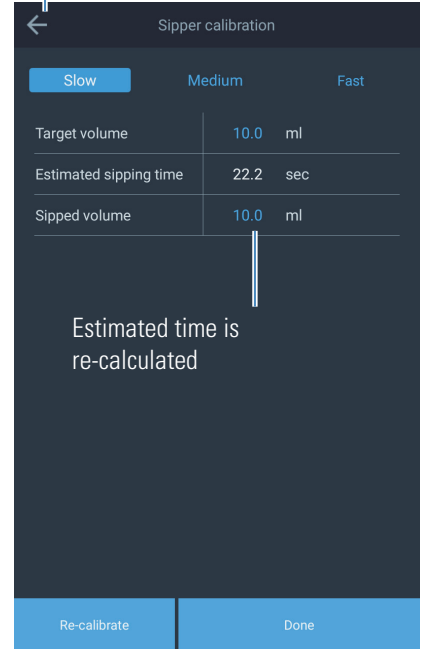 Sipper calibration
Slow Medium Fast
Target volume 10.0 ml
Estimated sipping time 22.2 sec
Sipped volume 10.0 ml
Estimated time is
re-calculated
Re-calibrate Done